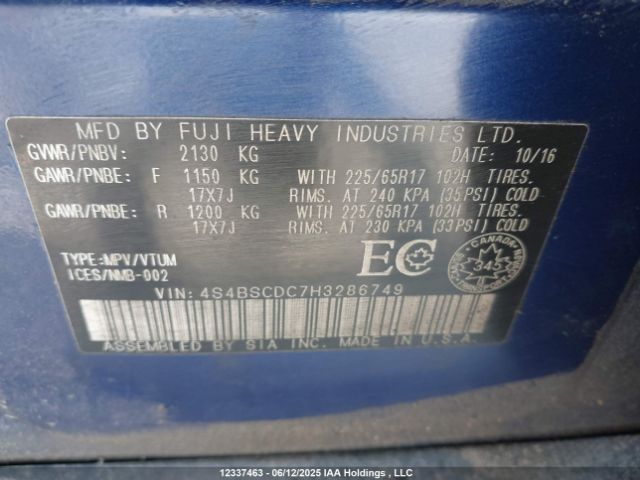 MFD BY FUJI HEAVY INDUSTRIES LTD.
GVWR/PNBV: 2130 KG DATE: 10/16
GAWR/PNBE: F 1150 KG WITH 225/65R17 102H TIRES.
17X7J RIMS. AT 240 KPA (35PSI) COLD
GAWR/PNBE: R 1200 KG WITH 225/65R17 102H TIRES.
17X7J RIMS. AT 230 KPA (33PSI) COLD
TYPE:MPV/VTUM
ICES/NMB-002
EC
CANADA
345
TRANSPORT
VIN: 4S4BSCDC7H3286749
ASSEMBLED BY SIA INC. MADE IN U.S.A.
12337463 - 06/12/2025 IAA Holdings , LLC